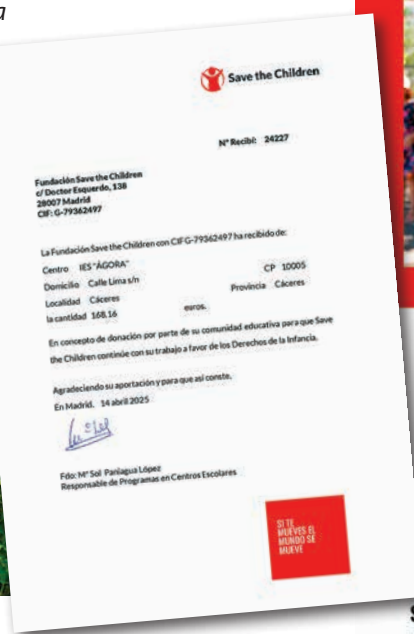 a
Save the Children
Nº Recibí: 24227
Fundación Save the Children
c/ Doctor Esquerdo, 138
28007 Madrid
CIF: G-79362497
La Fundación Save the Children con CIF G-79362497 ha recibido de:
Centro IES "ÁGORA"
Domicilio Calle Lima s/n CP 10005
Localidad Cáceres Provincia Cáceres
la cantidad 168,16 euros.
En concepto de donación por parte de su comunidad educativa para que Save
the Children continúe con su trabajo a favor de los Derechos de la Infancia.
Agradeciendo su aportación y para que así conste,
En Madrid, 14 abril 2025
Fdo: Mª Sol Paniagua López
Responsable de Programas en Centros Escolares
SI TE
MUEVES EL
MUNDO SE
MUEVE